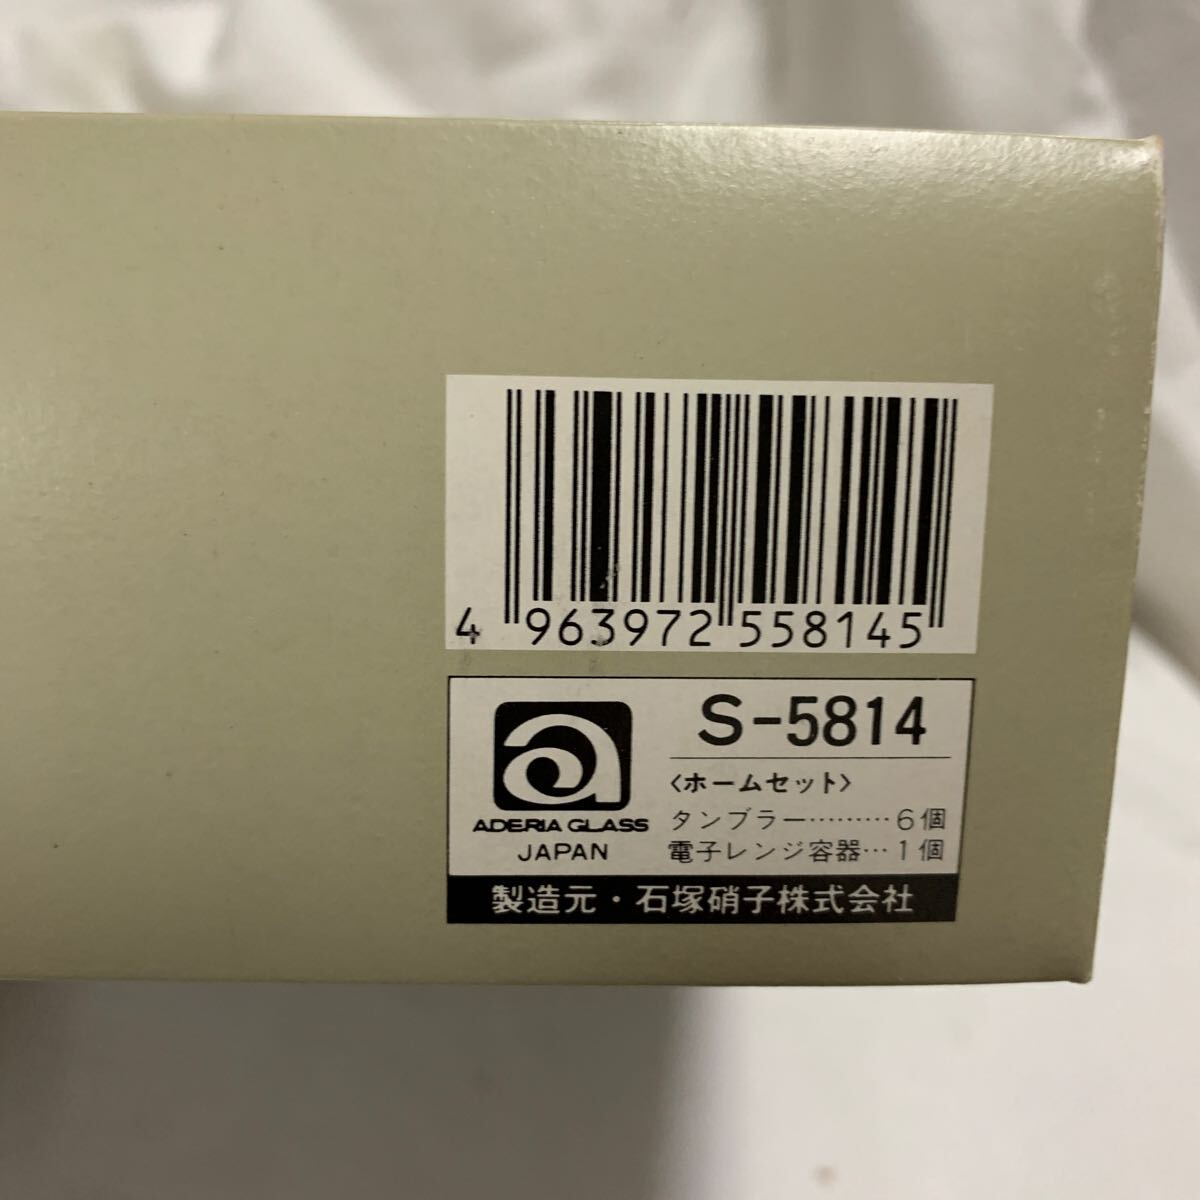 4 963972 558145
S-5814
〈ホームセット〉
タンブラー………6個
電子レンジ容器…1個
a
ADERIA GLASS
JAPAN
製造元・石塚硝子株式会社